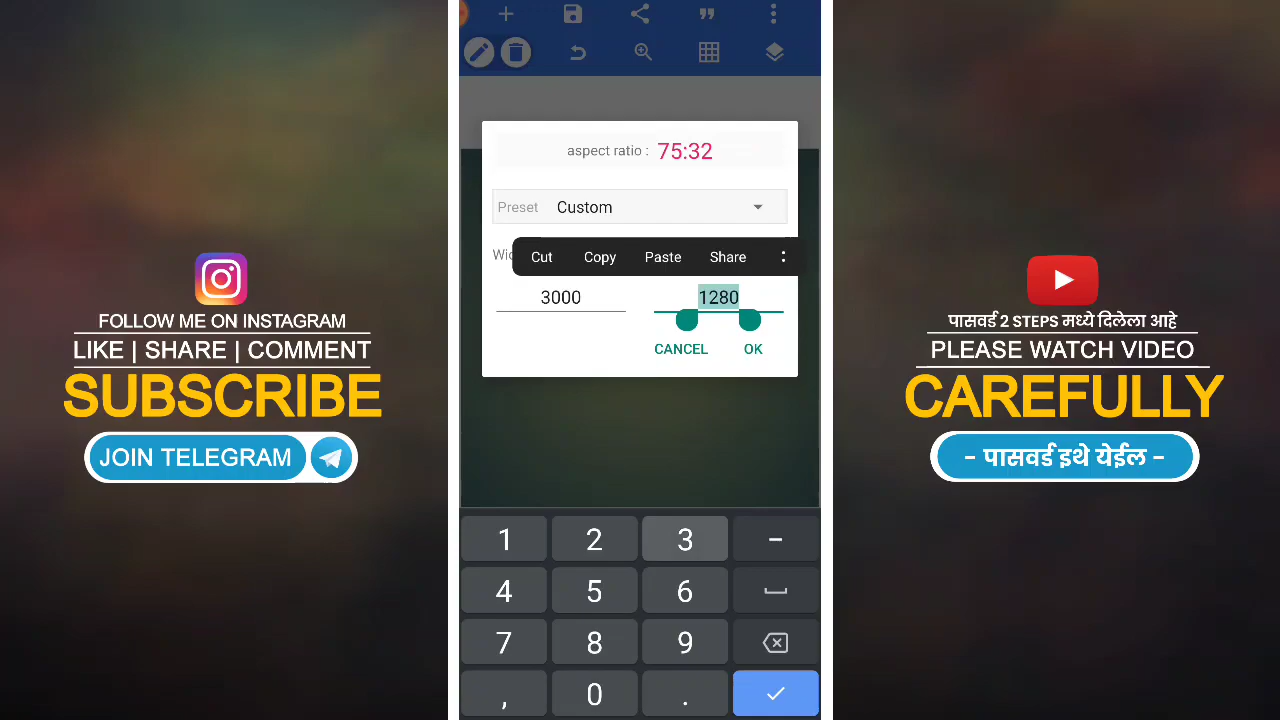 FOLLOW ME ON INSTAGRAM
LIKE | SHARE | COMMENT
SUBSCRIBE
JOIN TELEGRAM
aspect ratio : 75:32
Preset Custom
Wid
Cut Copy Paste Share
3000 1280
CANCEL OK
1 2 3 -
4 5 6
7 8 9
, 0 .
पासवर्ड 2 STEPS मध्ये दिलेला आहे
PLEASE WATCH VIDEO
CAREFULLY
- पासवर्ड इथे येईल -